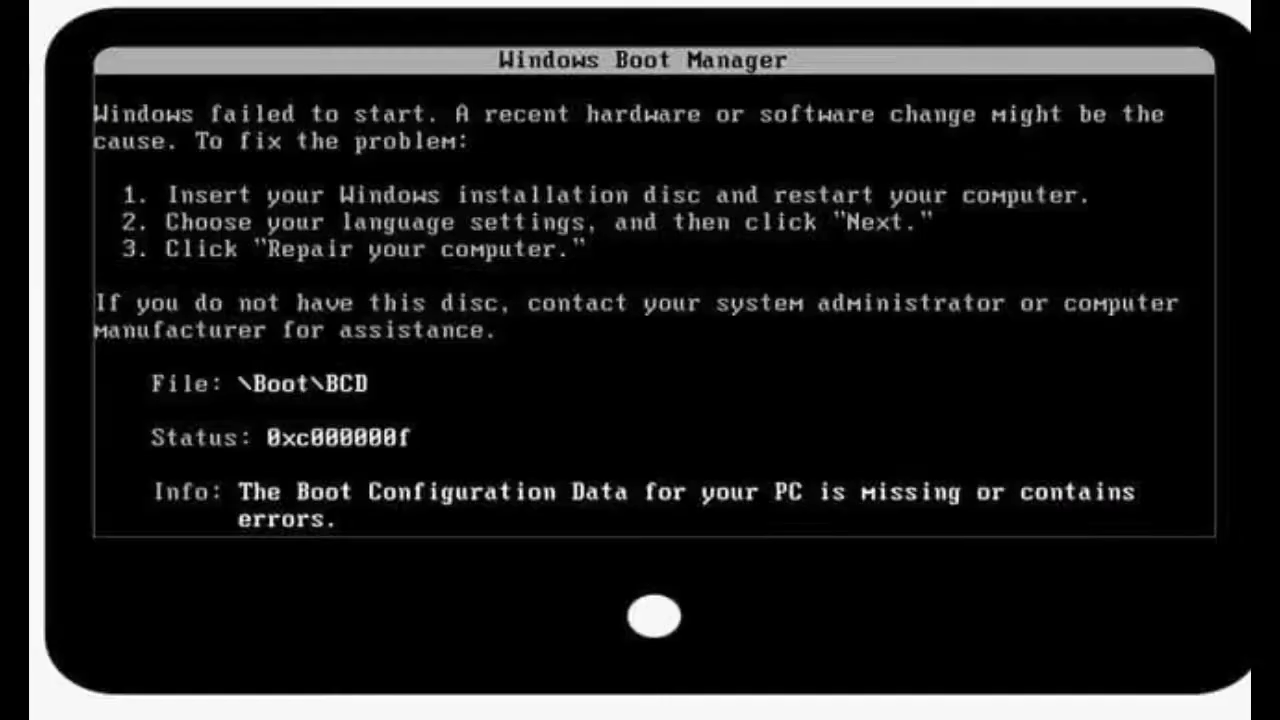 Windows Boot Manager
Windows failed to start. A recent hardware or software change might be the
cause. To fix the problem:
1. Insert your Windows installation disc and restart your computer.
2. Choose your language settings, and then click "Next."
3. Click "Repair your computer."
If you do not have this disc, contact your system administrator or computer
manufacturer for assistance.
File: \Boot\BCD
Status: 0xc000000f
Info: The Boot Configuration Data for your PC is missing or contains
errors.